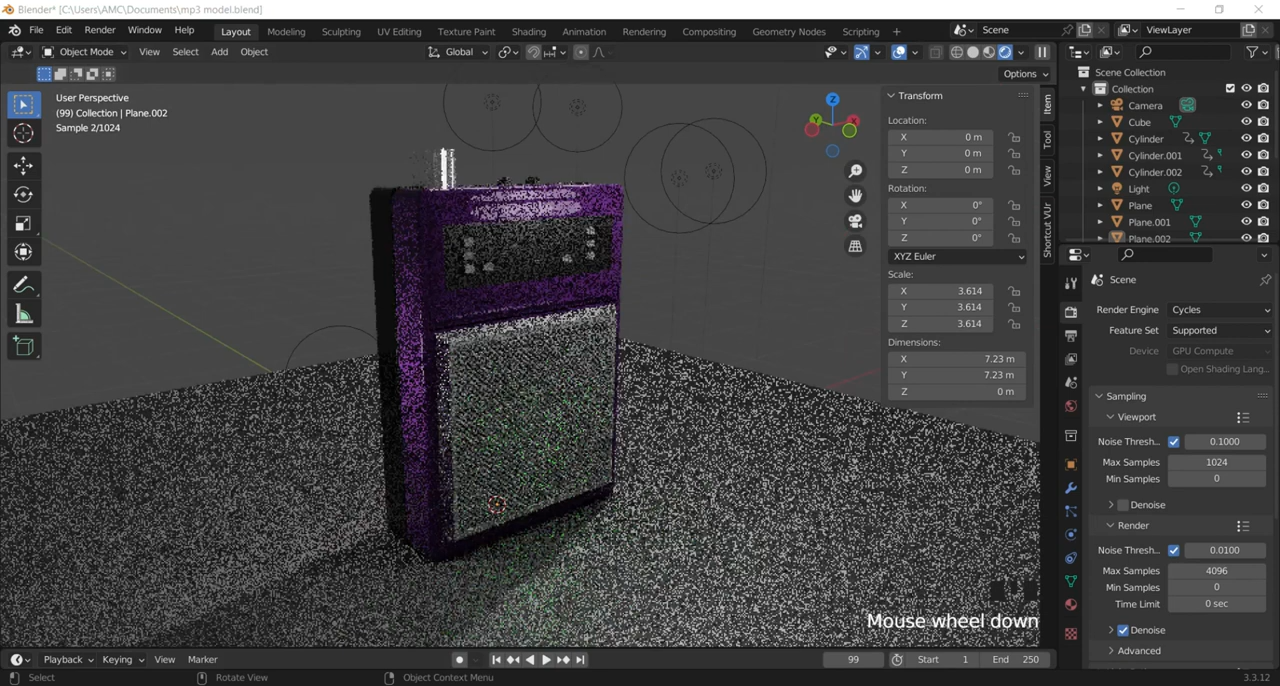 Blender* [C:\Users\AMC\Documents\mp3 model.blend]
File Edit Render Window Help Layout Modeling Sculpting UV Editing Texture Paint Shading Animation Rendering Compositing Geometry Nodes Scripting + Scene ViewLayer
Object Mode View Select Add Object Global
Options
User Perspective
(99) Collection | Plane.002
Sample 2/1024
Z
Y
X
Transform
Location:
X 0 m
Y 0 m
Z 0 m
Rotation:
X 0°
Y 0°
Z 0°
XYZ Euler
Scale:
X 3.614
Y 3.614
Z 3.614
Dimensions:
X 7.23 m
Y 7.23 m
Z 0 m
Item
Tool
View
Shortcut VUr
Scene Collection
Collection
Camera
Cube
Cylinder
Cylinder.001
Cylinder.002
Light
Plane
Plane.001
Plane.002
Scene
Render Engine Cycles
Feature Set Supported
Device GPU Compute
Open Shading Lang...
Sampling
Viewport
Noise Thresh... 0.1000
Max Samples 1024
Min Samples 0
Denoise
Render
Noise Thresh... 0.0100
Max Samples 4096
Min Samples 0
Time Limit 0 sec
Denoise
Advanced
Mouse wheel down
Playback Keying View Marker 99 Start 1 End 250
Select Rotate View Object Context Menu 3.3.12